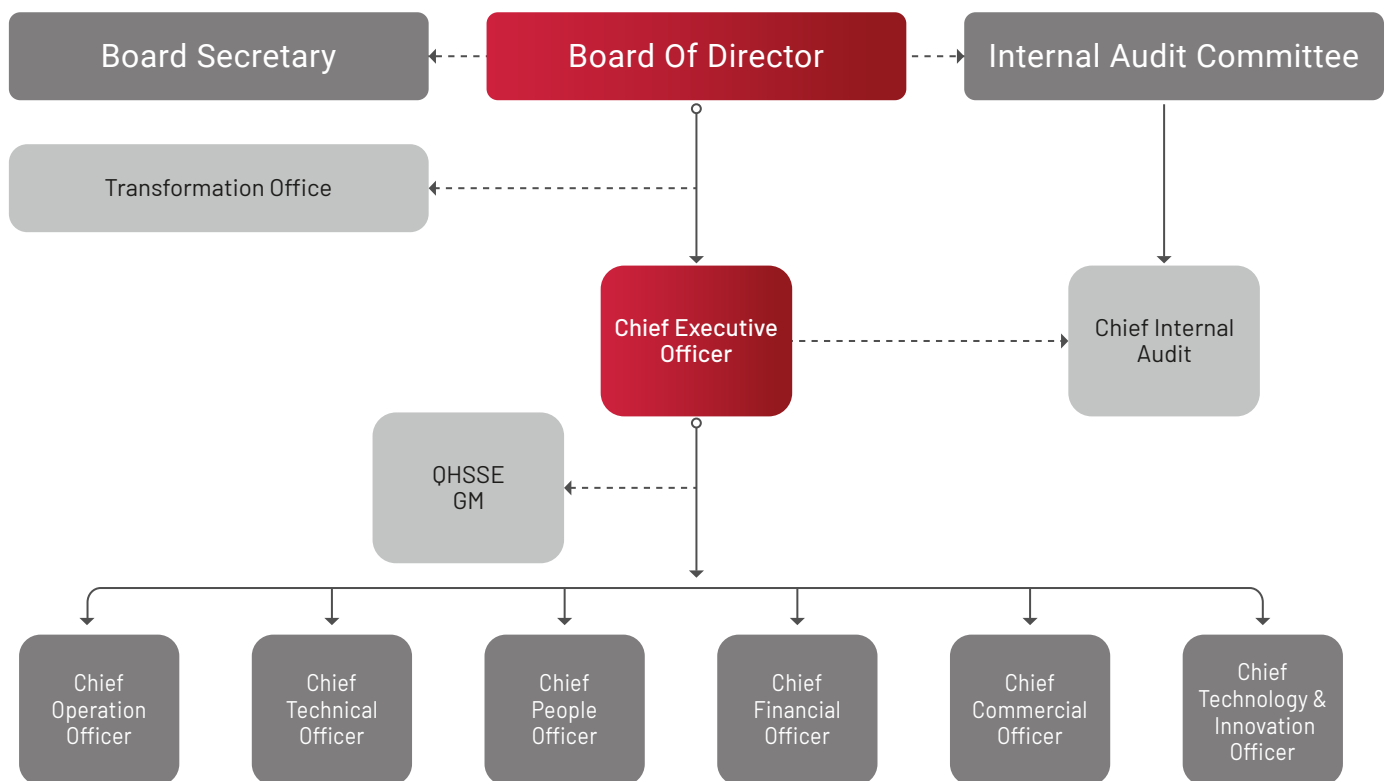 Board Secretary
Board Of Director
Internal Audit Committee
Transformation Office
Chief Executive
Officer
Chief Internal
Audit
QHSSE
GM
Chief
Operation
Officer
Chief
Technical
Officer
Chief
People
Officer
Chief
Financial
Officer
Chief
Commercial
Officer
Chief
Technology &
Innovation
Officer